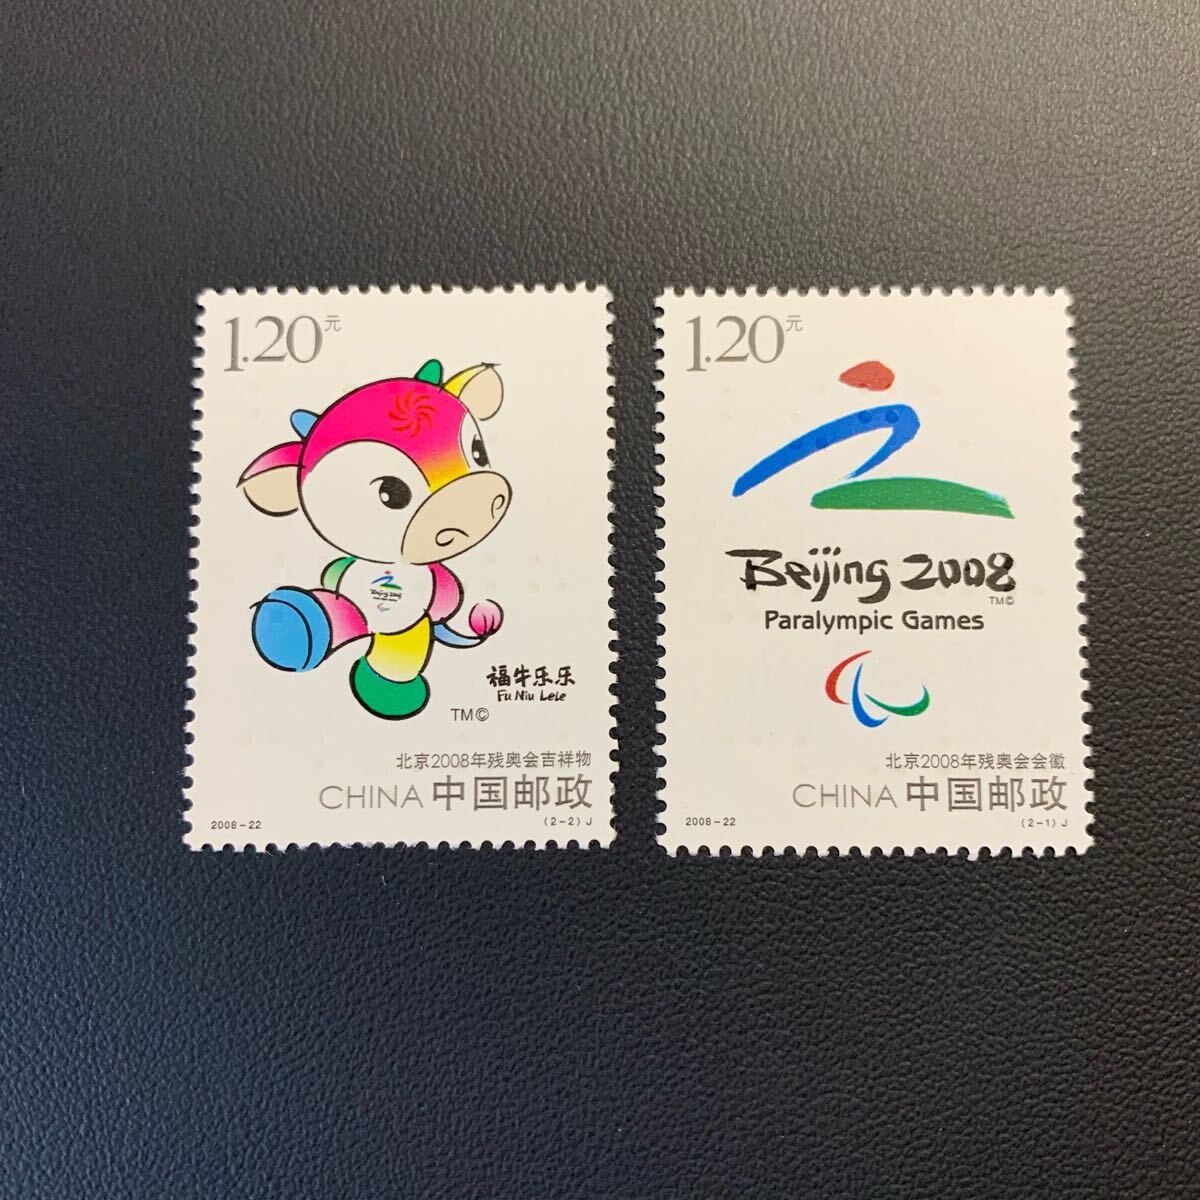 1.20元
Beijing 2008
福牛乐乐
Fu Niu Lele
TM©
北京2008年残奥会吉祥物
CHINA 中国邮政
2008-22
(2-2)J
1.20元
Beijing 2008
TM©
Paralympic Games
北京2008年残奥会会徽
CHINA 中国邮政
2008-22
(2-1)J